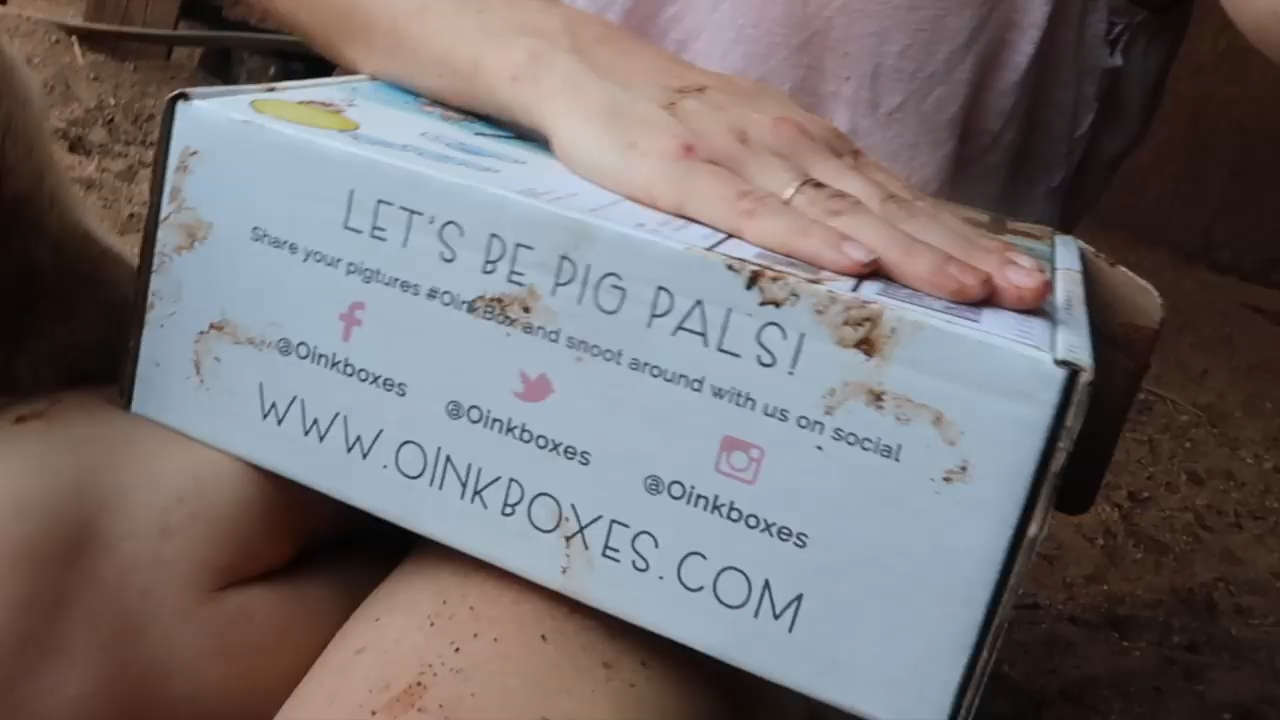 LET'S BE PIG PALS!
Share your pigtures #OinkBox and snoot around with us on social
@Oinkboxes
@Oinkboxes
@Oinkboxes
WWW.OINKBOXES.COM